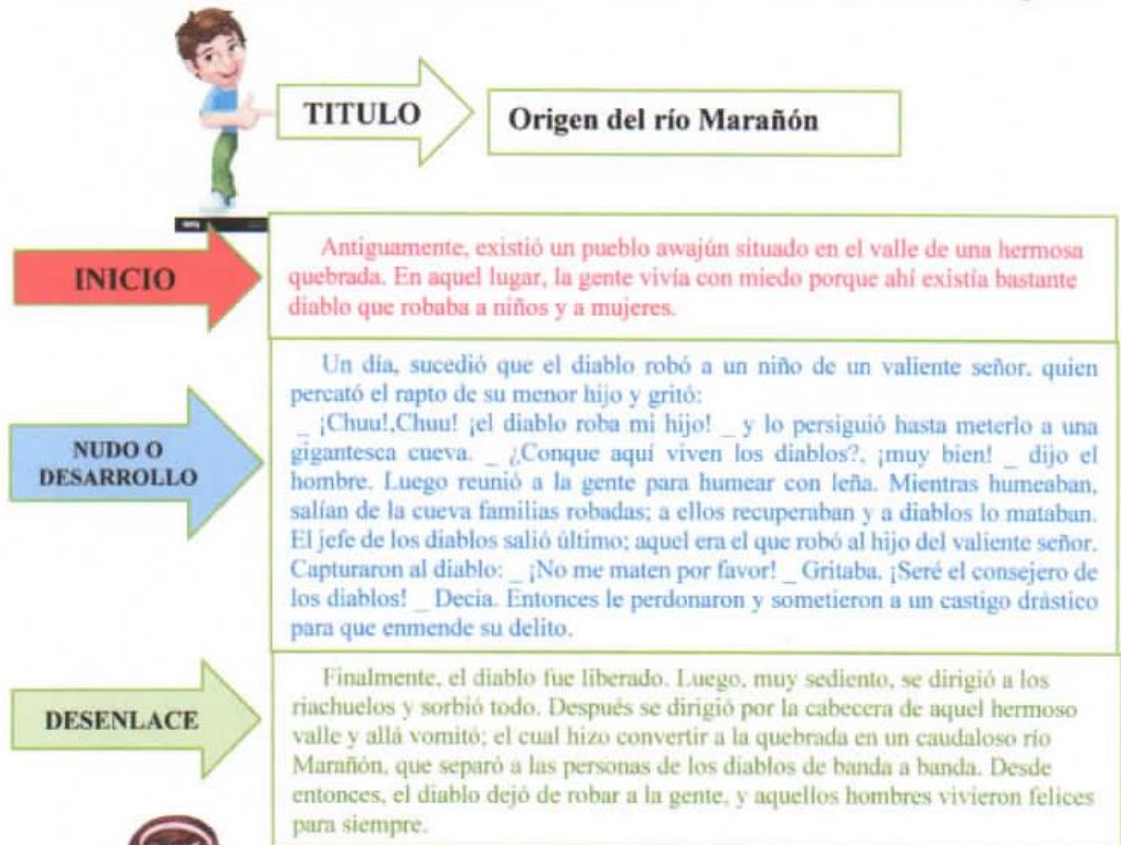 TITULO
Origen del río Marañón
INICIO
Antiguamente, existió un pueblo awajún situado en el valle de una hermosa
quebrada. En aquel lugar, la gente vivía con miedo porque ahí existía bastante
diablo que robaba a niños y a mujeres.
NUDO O
DESARROLLO
Un día, sucedió que el diablo robó a un niño de un valiente señor, quien
percató el rapto de su menor hijo y gritó:
_ ¡Chuu!,Chuu! ¡el diablo roba mi hijo! _ y lo persiguió hasta meterlo a una
gigantesca cueva. _ ¿Conque aquí viven los diablos?, ¡muy bien! _ dijo el
hombre. Luego reunió a la gente para humear con leña. Mientras humeaban,
salían de la cueva familias robadas; a ellos recuperaban y a diablos lo mataban.
El jefe de los diablos salió último; aquel era el que robó al hijo del valiente señor.
Capturaron al diablo: _ ¡No me maten por favor! _ Gritaba. ¡Seré el consejero de
los diablos! _ Decía. Entonces le perdonaron y sometieron a un castigo drástico
para que enmende su delito.
DESENLACE
Finalmente, el diablo fue liberado. Luego, muy sediento, se dirigió a los
riachuelos y sorbió todo. Después se dirigió por la cabecera de aquel hermoso
valle y allá vomitó; el cual hizo convertir a la quebrada en un caudaloso río
Marañón, que separó a las personas de los diablos de banda a banda. Desde
entonces, el diablo dejó de robar a la gente, y aquellos hombres vivieron felices
para siempre.